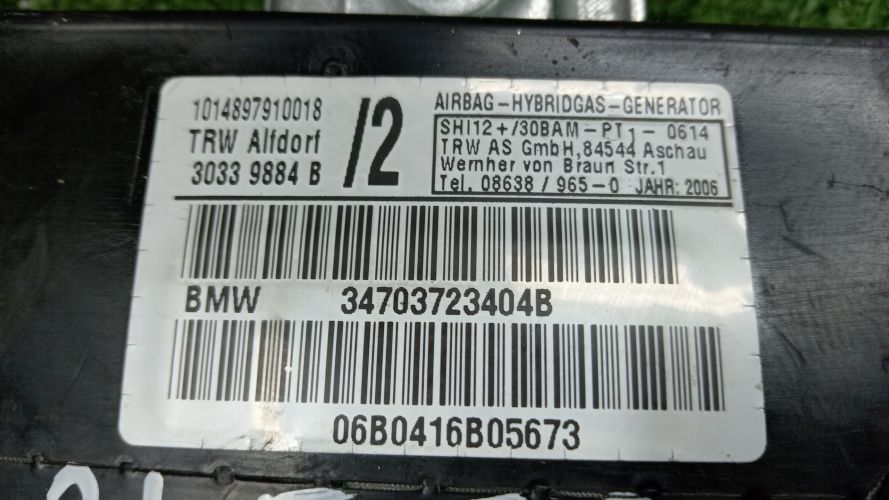 1014897910018
TRW Alfdorf
30339 9884 B
/2
AIRBAG-HYBRIDGAS-GENERATOR
SHI12+/30BAM-PT1-0614
TRW AS GmbH,84544 Aschau
Wernher von Braun Str.1
Tel. 08638 / 965-0 JAHR: 2006
BMW 34703723404B
06B0416B05673